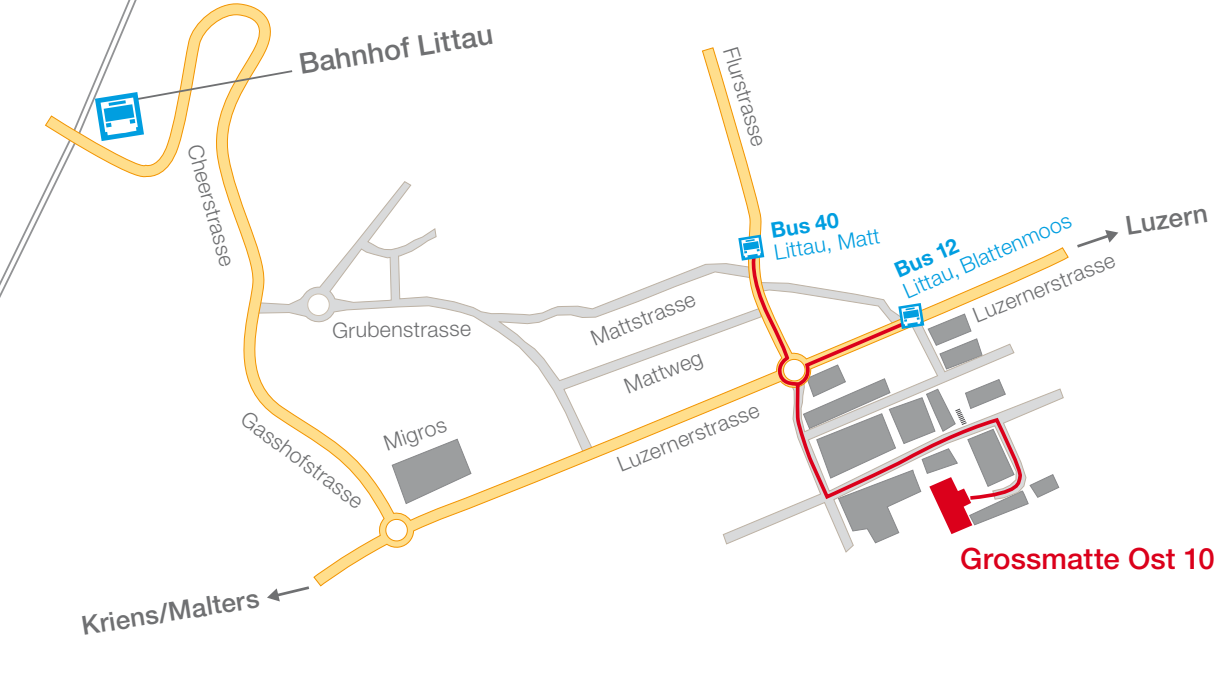 Bahnhof Littau
Flurstrasse
Cheerstrasse
Bus 40
Littau, Matt
Bus 12
Littau, Blattenmoos
Luzern
Luzernerstrasse
Grubenstrasse
Mattstrasse
Mattweg
Luzernerstrasse
Migros
Gasshofstrasse
Grossmatte Ost 10
Kriens/Malters